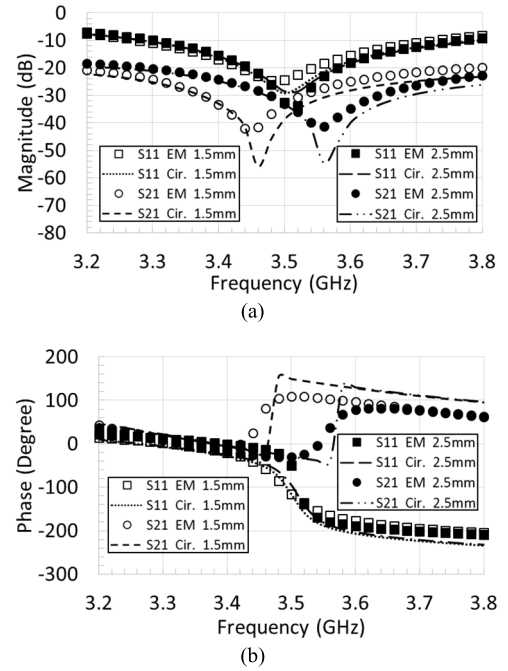 0
-10
-20
-30
-40
-50
-60
-70
-80
Magnitude (dB)
S11 EM 1.5mm
S11 Cir. 1.5mm
S21 EM 1.5mm
S21 Cir. 1.5mm
S11 EM 2.5mm
S11 Cir. 2.5mm
S21 EM 2.5mm
S21 Cir. 2.5mm
3.2 3.3 3.4 3.5 3.6 3.7 3.8
Frequency (GHz)
(a)
200
100
0
-100
-200
-300
Phase (Degree)
S11 EM 1.5mm
S11 Cir. 1.5mm
S21 EM 1.5mm
S21 Cir. 1.5mm
S11 EM 2.5mm
S11 Cir. 2.5mm
S21 EM 2.5mm
S21 Cir. 2.5mm
3.2 3.3 3.4 3.5 3.6 3.7 3.8
Frequency (GHz)
(b)